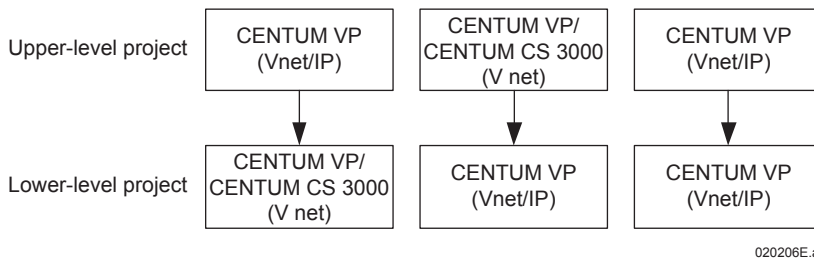 Upper-level project
CENTUM VP
(Vnet/IP)
CENTUM VP/
CENTUM CS 3000
(V net)
CENTUM VP
(Vnet/IP)
Lower-level project
CENTUM VP/
CENTUM CS 3000
(V net)
CENTUM VP
(Vnet/IP)
CENTUM VP
(Vnet/IP)
020206E.a